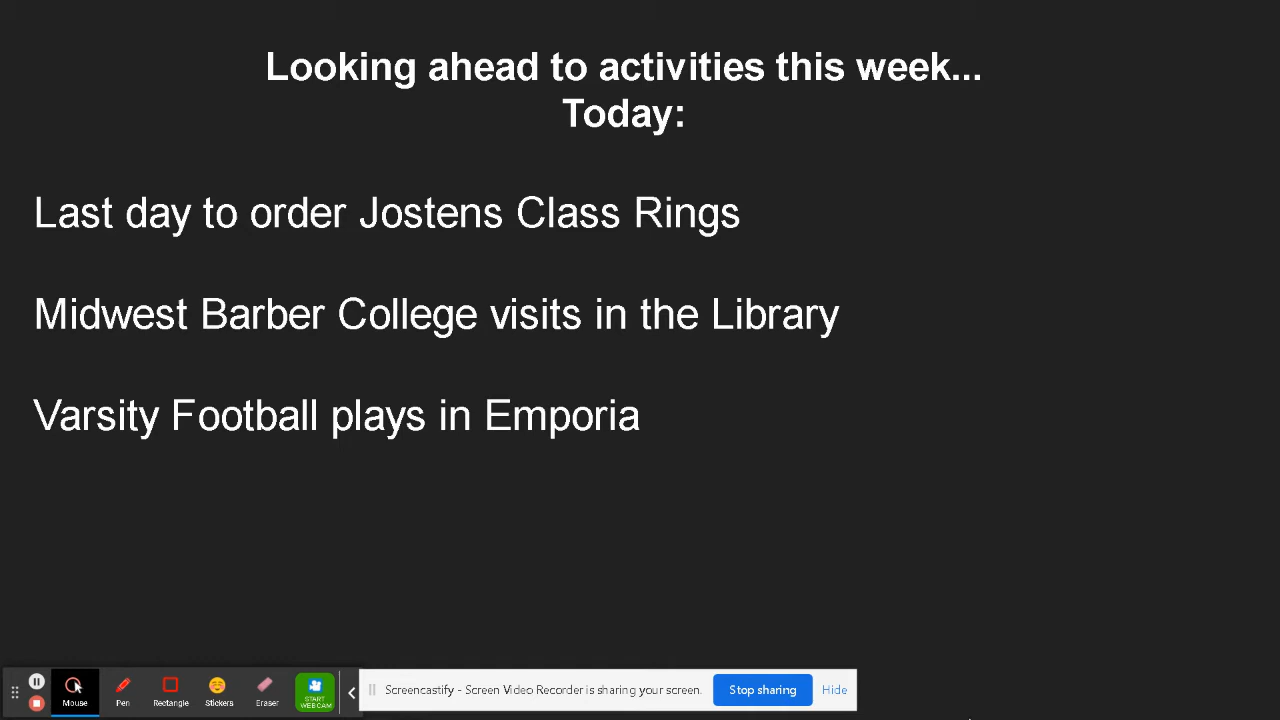 Looking ahead to activities this week...
Today:
Last day to order Jostens Class Rings
Midwest Barber College visits in the Library
Varsity Football plays in Emporia
Mouse
Pen
Rectangle
Stickers
Eraser
START
WEBCAM
Screencastify - Screen Video Recorder is sharing your screen.
Stop sharing
Hide